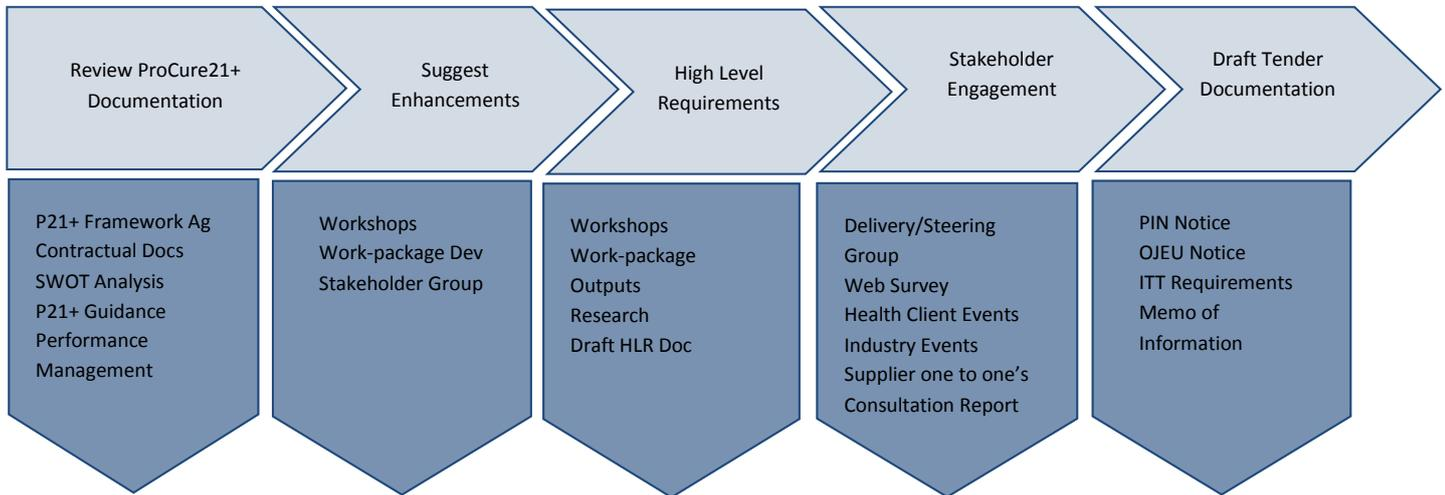 Review ProCure21+
Documentation
Suggest
Enhancements
High Level
Requirements
Stakeholder
Engagement
Draft Tender
Documentation
P21+ Framework Ag
Contractual Docs
SWOT Analysis
P21+ Guidance
Performance
Management
Workshops
Work-package Dev
Stakeholder Group
Workshops
Work-package
Outputs
Research
Draft HLR Doc
Delivery/Steering
Group
Web Survey
Health Client Events
Industry Events
Supplier one to one’s
Consultation Report
PIN Notice
OJEU Notice
ITT Requirements
Memo of
Information